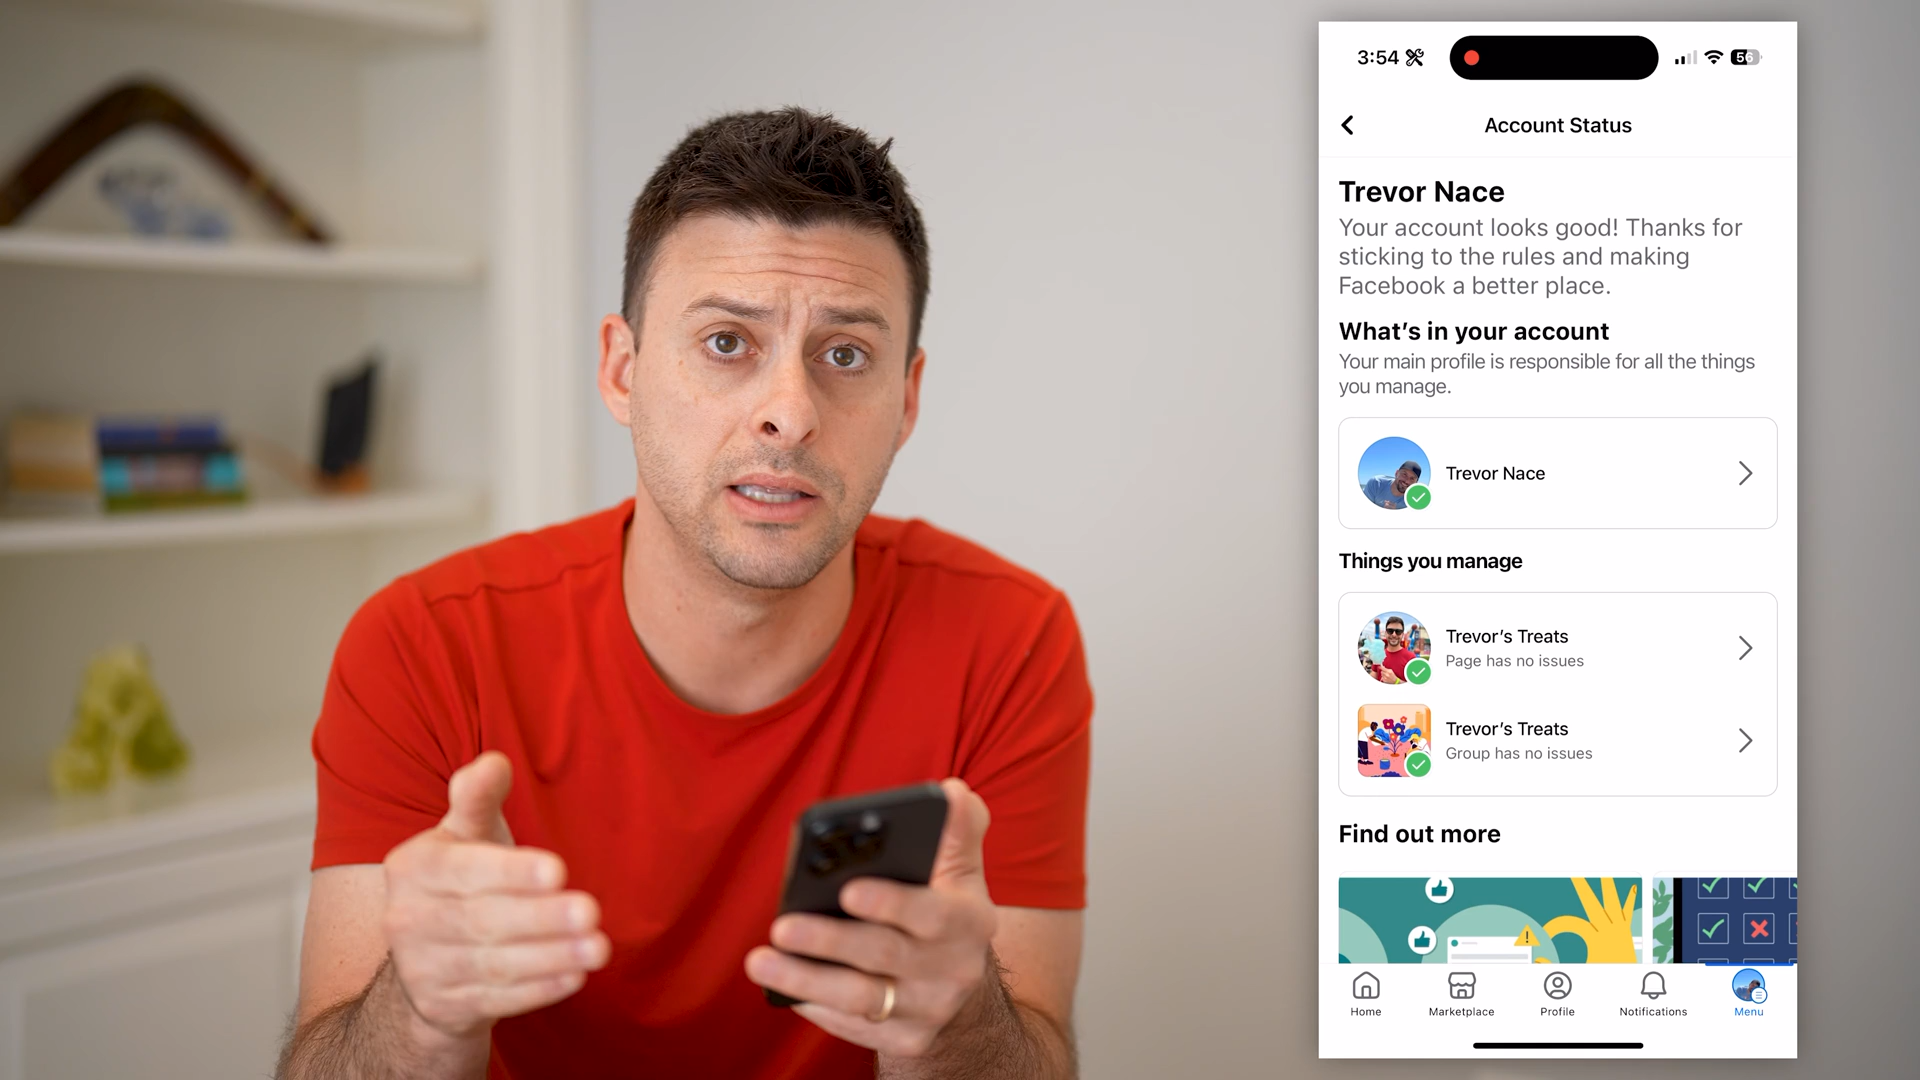 3:54
56
Account Status
Trevor Nace
Your account looks good! Thanks for
sticking to the rules and making
Facebook a better place.
What's in your account
Your main profile is responsible for all the things
you manage.
Trevor Nace
Things you manage
Trevor's Treats
Page has no issues
Trevor's Treats
Group has no issues
Find out more
Home
Marketplace
Profile
Notifications
Menu